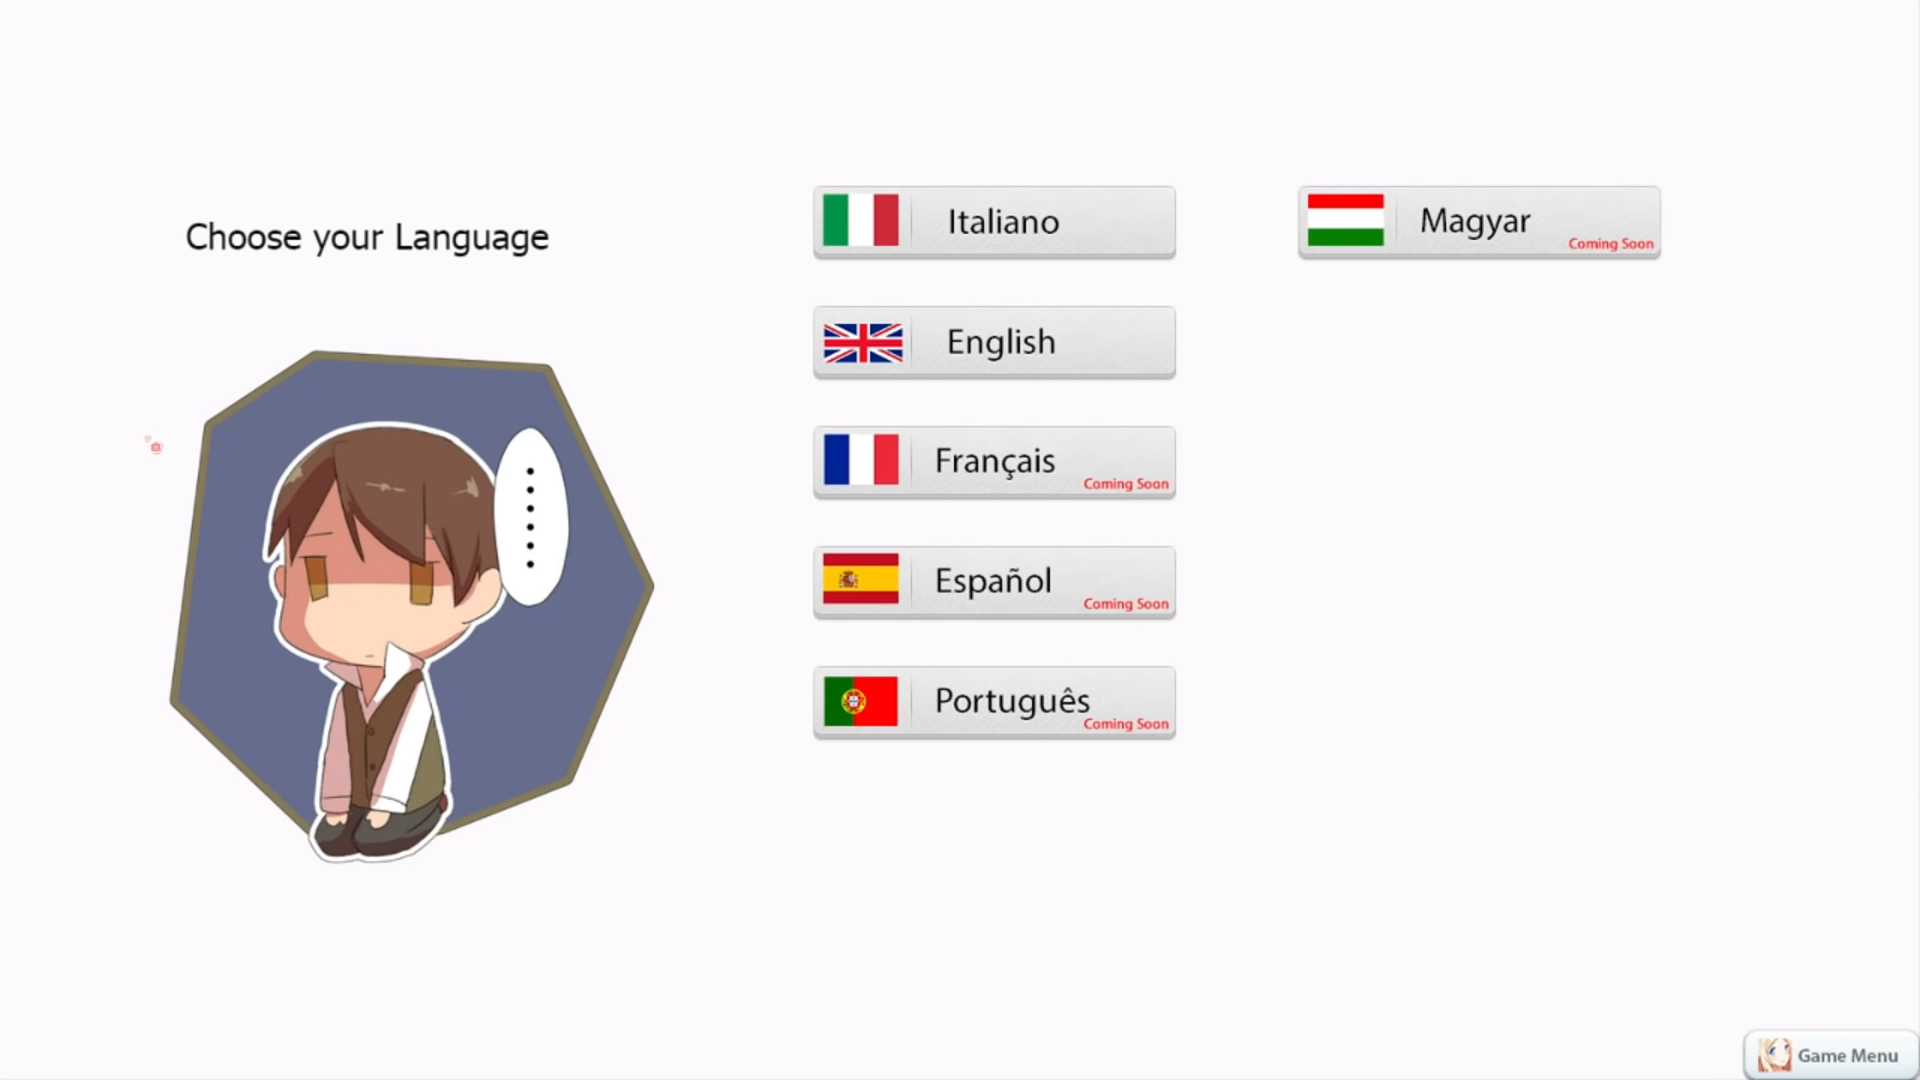 Choose your Language
Italiano
English
Français
Coming Soon
Español
Coming Soon
Português
Coming Soon
Magyar
Coming Soon
Game Menu